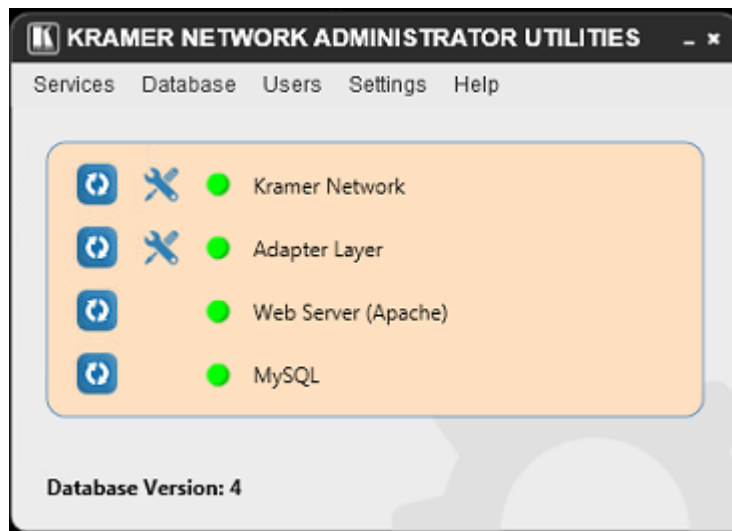 K KRAMER NETWORK ADMINISTRATOR UTILITIES
Services Database Users Settings Help
Kramer Network
Adapter Layer
Web Server (Apache)
MySQL
Database Version: 4